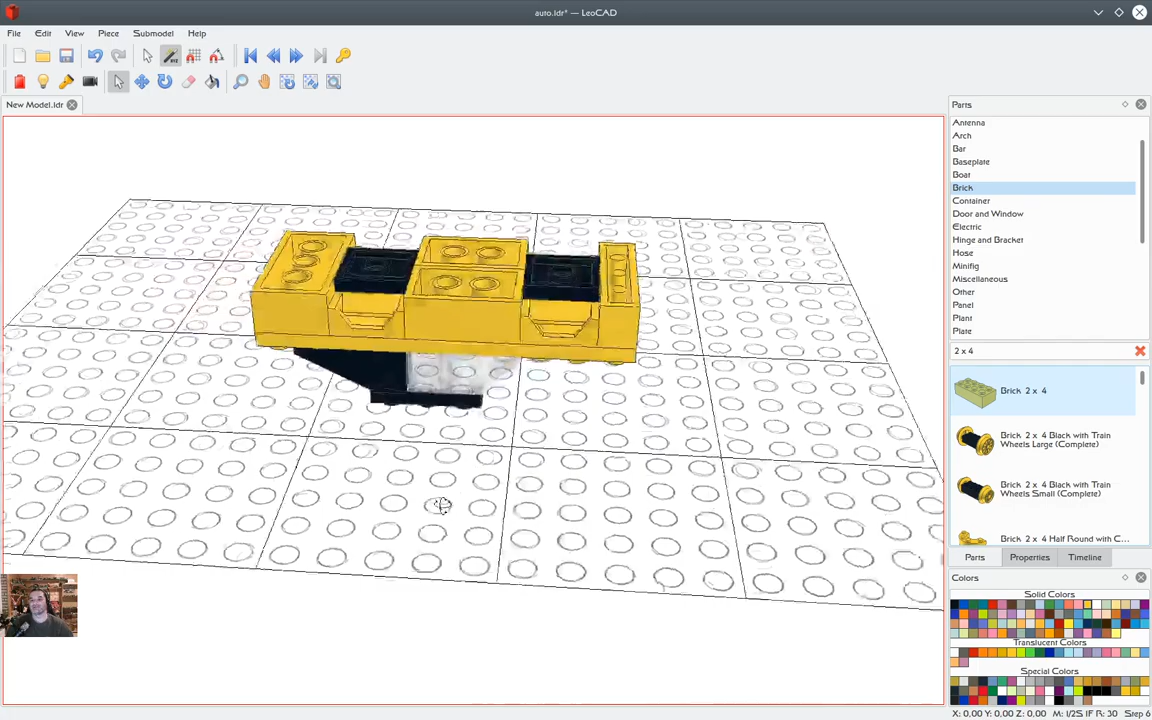 auto.ldr* — LeoCAD
File Edit View Piece Submodel Help
New Model.ldr
Parts
Antenna
Arch
Bar
Baseplate
Boat
Brick
Container
Door and Window
Electric
Hinge and Bracket
Hose
Minifig
Miscellaneous
Other
Panel
Plant
Plate
2 x 4
Brick 2 x 4
Brick 2 x 4 Black with Train
Wheels Large (Complete)
Brick 2 x 4 Black with Train
Wheels Small (Complete)
Brick 2 x 4 Half Round with C...
Parts Properties Timeline
Colors
Solid Colors
Translucent Colors
Special Colors
X: 0,00 Y: 0,00 Z: 0,00 M: 1/2S IF R: 30 Step 6